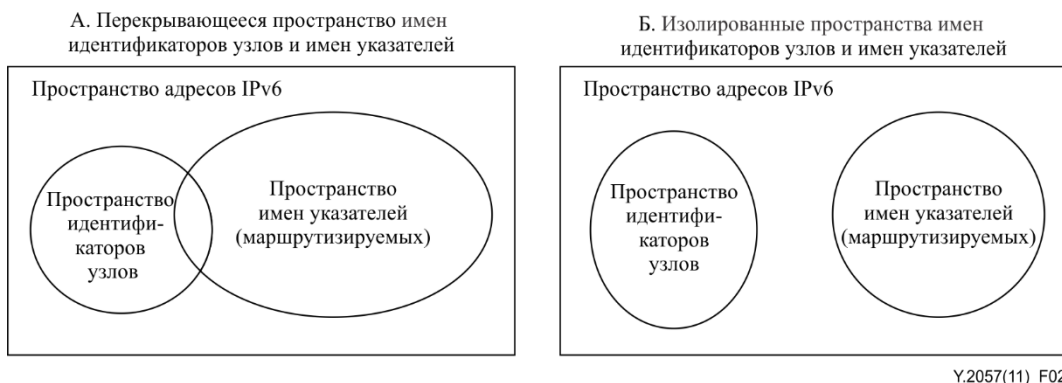 А. Перекрывающееся пространство имен
идентификаторов узлов и имен указателей
Пространство адресов IPv6
Пространство
идентифи-
каторов
узлов
Пространство
имен указателей
(маршрутизируемых)
Б. Изолированные пространства имен
идентификаторов узлов и имен указателей
Пространство адресов IPv6
Пространство
идентифи-
каторов
узлов
Пространство
имен указателей
(маршрутизируемых)
Y.2057(11)_F02